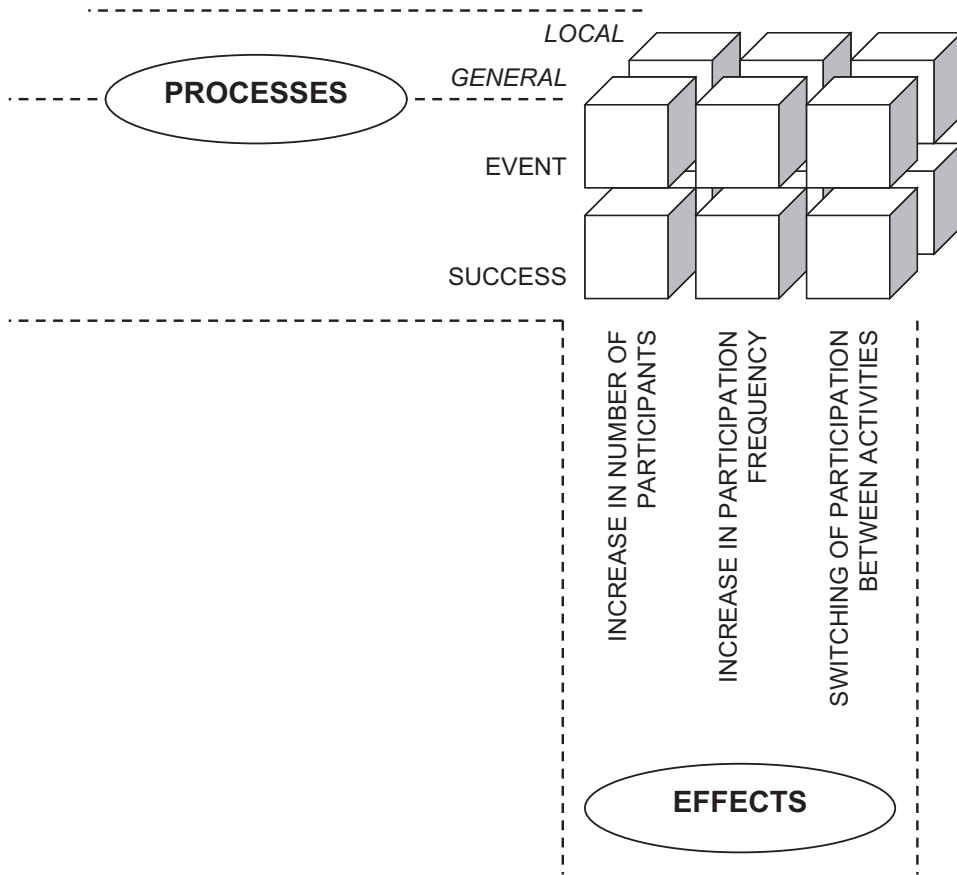 LOCAL
GENERAL
PROCESSES
EVENT
SUCCESS
INCREASE IN NUMBER OF
PARTICIPANTS
INCREASE IN PARTICIPATION
FREQUENCY
SWITCHING OF PARTICIPATION
BETWEEN ACTIVITIES
EFFECTS